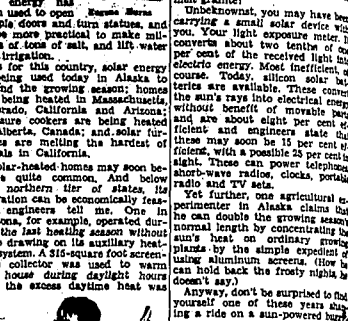 energy has
n used to open
Eugene Burns
ple doors and turn statues, and
be more practical to make mil-
s of tons of salt, and lift water
irrigation.
s for this country, solar energy
eing used today in Alaska to
nd the growing season; homes
being heated in Massachusetts,
orado, California and Arizona;
ssure cookers are being heated
Alberta, Canada; and solar fur-
es are melting the hardest of
als in California.
olar-heated homes may soon be-
e quite common. And below
northern tier of states, its
ration can be economically feas-
engineers tell me. One in
ona, for example, operated dur-
the last heating season without
e drawing on its auxiliary heat-
system. A 315-square foot screen-
collector was used to warm
house during daylight hours
the excess daytime heat was
Unbeknownst, you may have been
carrying a small solar device with
you. Your light exposure meter. It
converts about two tenths of one
per cent of the received light into
electric energy. Most inefficient of
course. Today, silicon solar bat-
teries are available. These convert
the sun's rays into electrical energy
without benefit of movable parts
and are about eight per cent ef-
ficient and engineers state that
these may soon be 15 per cent ef-
ficient, with a possible 25 per cent in
sight. These can power telephones,
short-wave radios, clocks, portable
radio and TV sets.
Yet further, one agricultural ex-
perimenter in Alaska claims that
he can double the growing season's
normal length by concentrating the
sun's heat on ordinary growing
plants by the simple expedient of
using aluminum screens. (How he
can hold back the frosty nights, he
doesn't say.)
Anyway, don't be surprised to find
yourself one of these years
ing a ride on a sun-powered